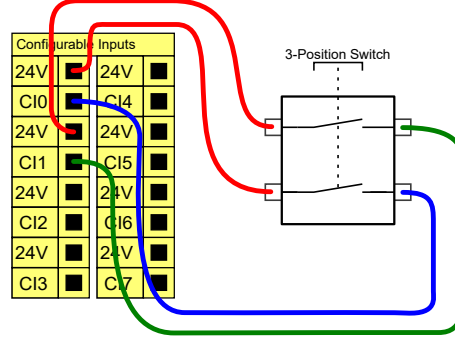 Configurable Inputs
3-Position Switch
24V 24V
CI0 CI4
24V 24V
CI1 CI5
24V 24V
CI2 CI6
24V 24V
CI3 CI7